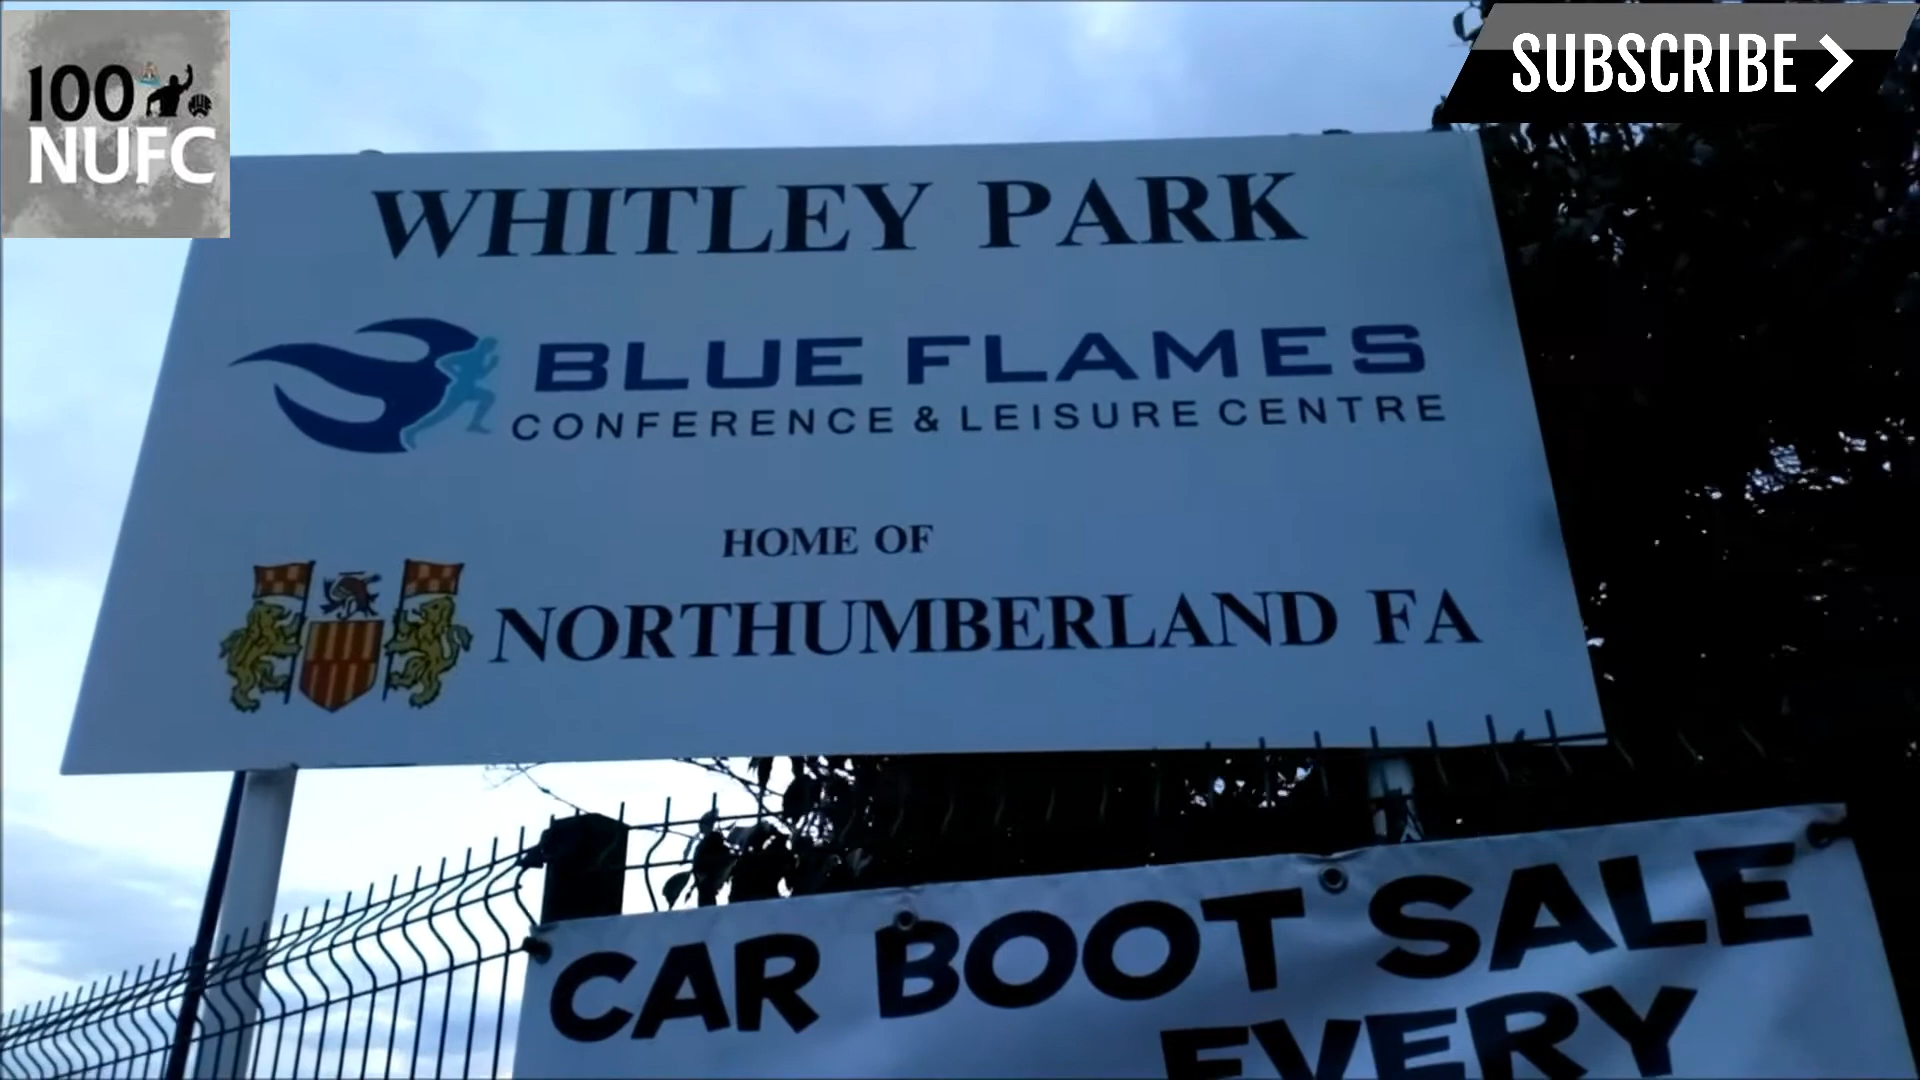 100
NUFC
SUBSCRIBE
WHITLEY PARK
BLUE FLAMES
CONFERENCE & LEISURE CENTRE
HOME OF
NORTHUMBERLAND FA
CAR BOOT SALE
EVERY